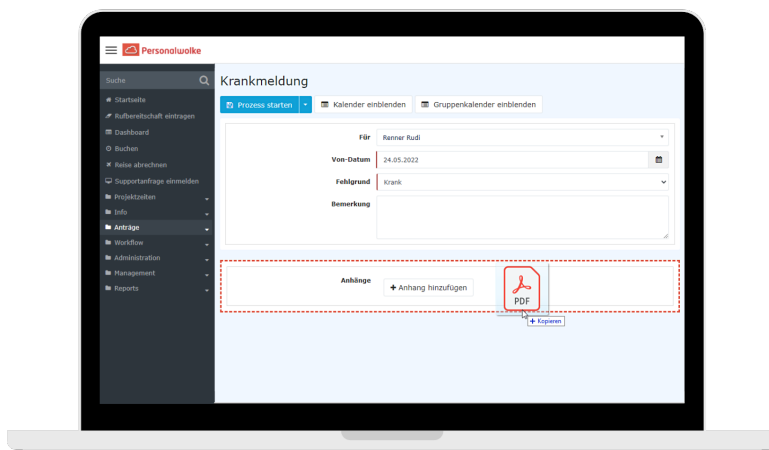 Personalwolke
Suche
Startseite
Rufbereitschaft eintragen
Dashboard
Buchen
Reise abrechnen
Supportanfrage einmelden
Projektzeiten
Info
Anträge
Workflow
Administration
Management
Reports
Krankmeldung
Prozess starten Kalender einblenden Gruppenkalender einblenden
Für Renner Rudi
Von-Datum 24.05.2022
Fehlgrund Krank
Bemerkung
Anhänge + Anhang hinzufügen
PDF
+ Kopieren